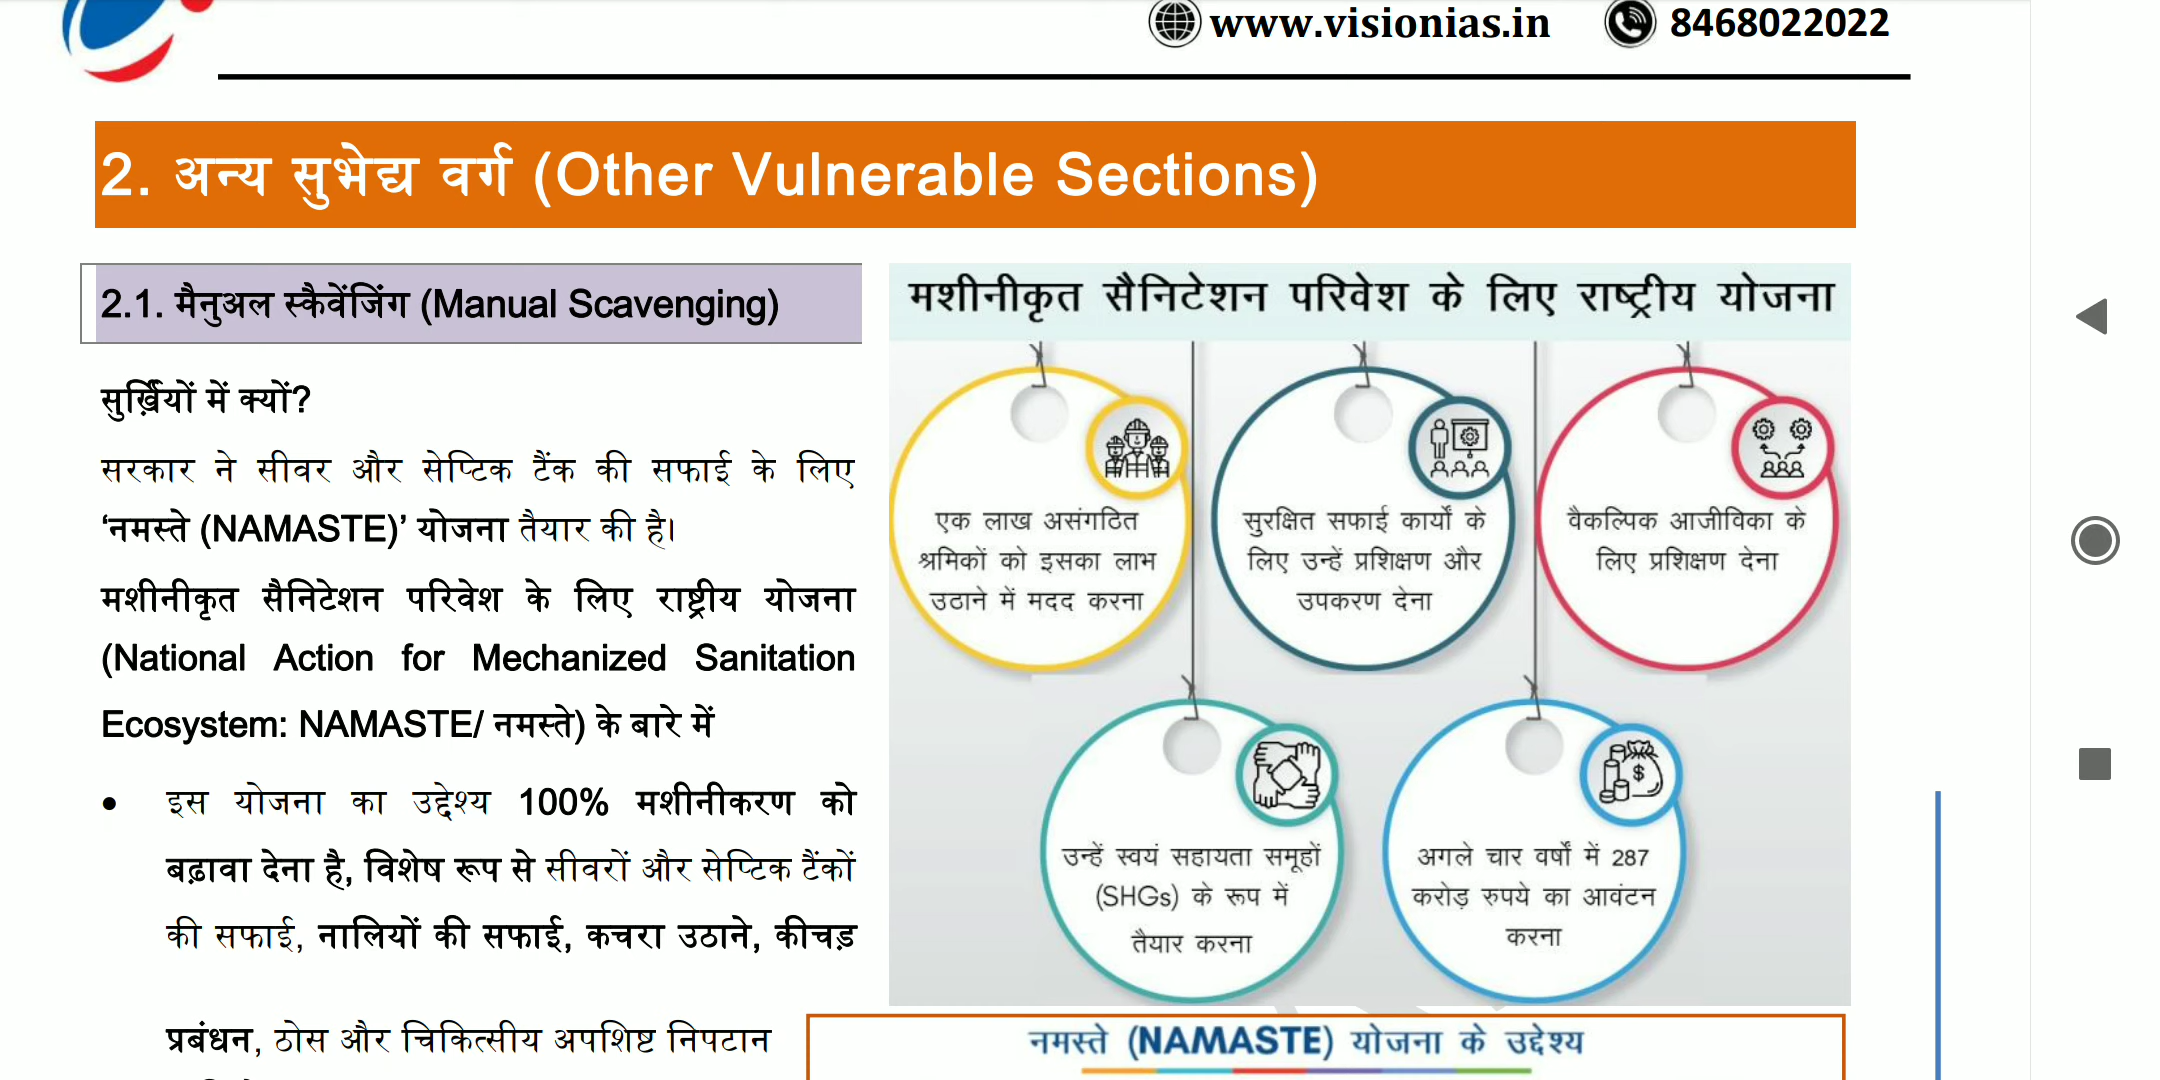 www.visionias.in 8468022022
2. अन्य सुभेद्य वर्ग (Other Vulnerable Sections)
2.1. मैनुअल स्कैवेंजिंग (Manual Scavenging)
सुर्ख़ियों में क्यों?
सरकार ने सीवर और सेप्टिक टैंक की सफाई के लिए
‘नमस्ते (NAMASTE)’ योजना तैयार की है।
मशीनीकृत सैनिटेशन परिवेश के लिए राष्ट्रीय योजना
(National Action for Mechanized Sanitation
Ecosystem: NAMASTE/ नमस्ते) के बारे में
• इस योजना का उद्देश्य 100% मशीनीकरण को
बढ़ावा देना है, विशेष रूप से सीवरों और सेप्टिक टैंकों
की सफाई, नालियों की सफाई, कचरा उठाने, कीचड़
प्रबंधन, ठोस और चिकित्सीय अपशिष्ट निपटान
मशीनीकृत सैनिटेशन परिवेश के लिए राष्ट्रीय योजना
एक लाख असंगठित
श्रमिकों को इसका लाभ
उठाने में मदद करना
सुरक्षित सफाई कार्यों के
लिए उन्हें प्रशिक्षण और
उपकरण देना
वैकल्पिक आजीविका के
लिए प्रशिक्षण देना
उन्हें स्वयं सहायता समूहों
(SHGs) के रूप में
तैयार करना
अगले चार वर्षों में 287
करोड़ रुपये का आवंटन
करना
नमस्ते (NAMASTE) योजना के उद्देश्य